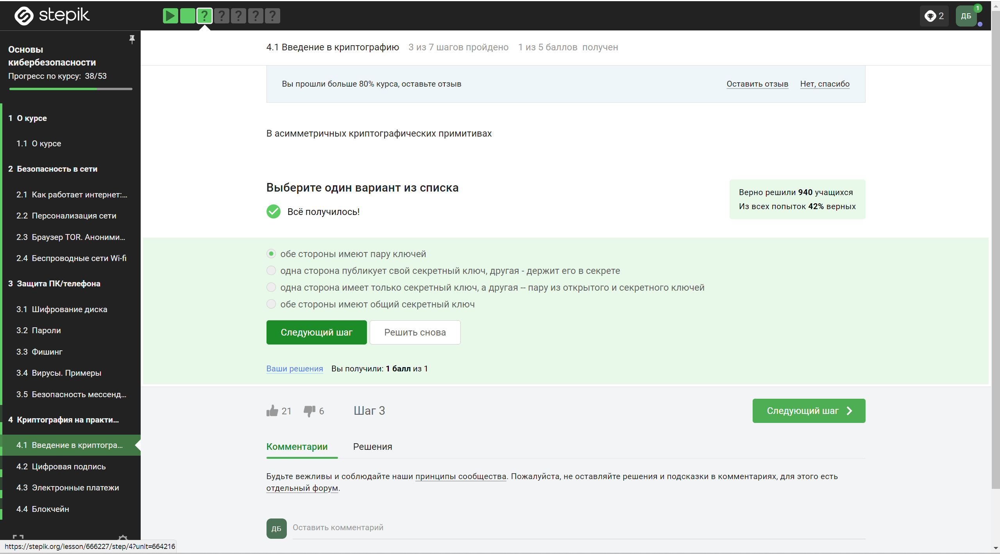 stepik
? ? ? ? ?
2
ДБ
1
Основы
кибербезопасности
Прогресс по курсу: 38/53
1 О курсе
1.1 О курсе
2 Безопасность в сети
2.1 Как работает интернет:...
2.2 Персонализация сети
2.3 Браузер TOR. Аноними...
2.4 Беспроводные сети Wi-fi
3 Защита ПК/телефона
3.1 Шифрование диска
3.2 Пароли
3.3 Фишинг
3.4 Вирусы. Примеры
3.5 Безопасность мессенд...
4 Криптография на практи...
4.1 Введение в криптогра...
4.2 Цифровая подпись
4.3 Электронные платежи
4.4 Блокчейн
https://stepik.org/lesson/666227/step/4?unit=664216
4.1 Введение в криптографию 3 из 7 шагов пройдено 1 из 5 баллов получен
Вы прошли больше 80% курса, оставьте отзыв Оставить отзыв Нет, спасибо
В асимметричных криптографических примитивах
Выберите один вариант из списка
Всё получилось!
Верно решили 940 учащихся
Из всех попыток 42% верных
обе стороны имеют пару ключей
одна сторона публикует свой секретный ключ, другая - держит его в секрете
одна сторона имеет только секретный ключ, а другая -- пару из открытого и секретного ключей
обе стороны имеют общий секретный ключ
Следующий шаг Решить снова
Ваши решения Вы получили: 1 балл из 1
21 6 Шаг 3 Следующий шаг
Комментарии Решения
Будьте вежливы и соблюдайте наши принципы сообщества. Пожалуйста, не оставляйте решения и подсказки в комментариях, для этого есть
отдельный форум.
ДБ Оставить комментарий